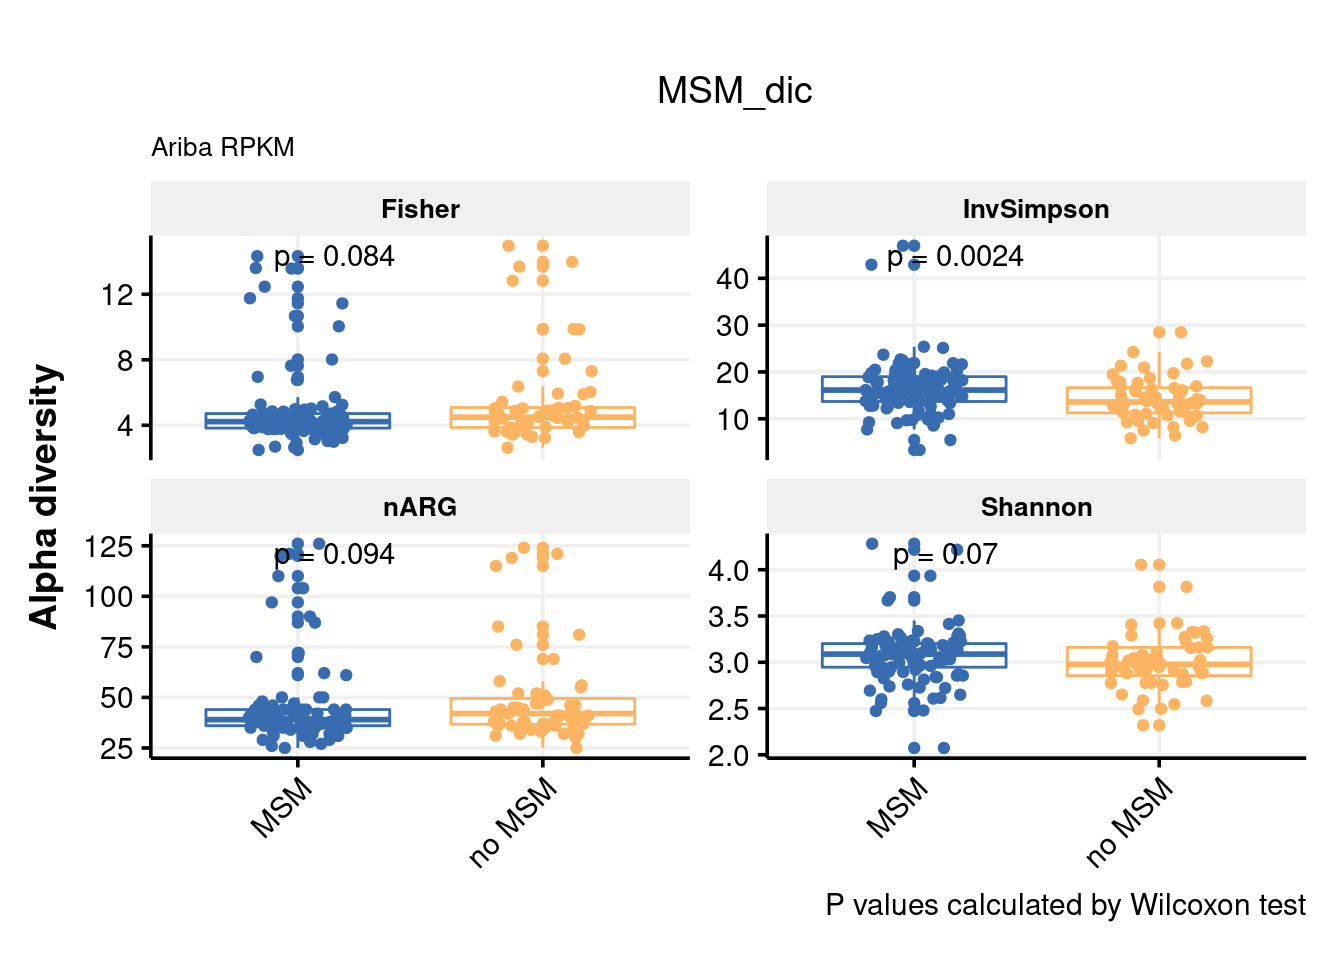 MSM_dic
Ariba RPKM
Fisher
InvSimpson
p = 0.084
p = 0.0024
12
8
4
40
30
20
10
nARG
Shannon
p = 0.094
p = 0.07
125
100
75
50
25
4.0
3.5
3.0
2.5
2.0
Alpha diversity
MSM
no MSM
MSM
no MSM
P values calculated by Wilcoxon test